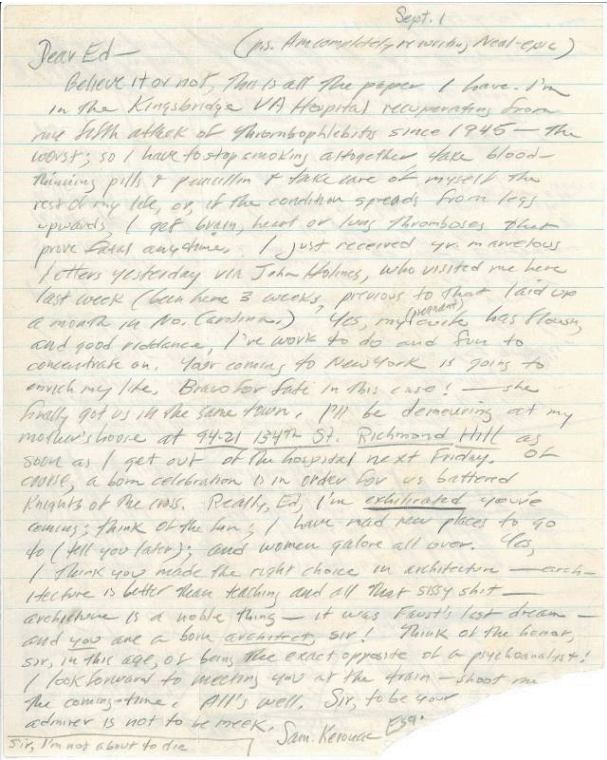 Sept. 1
Dear Ed— (p.s. Am completely rewriting Neal-epic)
Believe it or not, this is all the paper I have. I'm
in the Kingsbridge VA Hospital recuperating from
my fifth attack of thrombophlebitis since 1945 — the
worst; so I have to stop smoking altogether, take blood-
thinning pills & penicillin & take care of myself the
rest of my life, or, if the condition spreads from legs
upwards, I get brain, heart or lung thromboses that
prove fatal anytime. I just received yr. marvelous
letters yesterday via John Holmes, who visited me here
last week (been here 3 weeks, previous to that laid up
a month in No. Carolina.) Yes, my (pregnant) wife has flown,
and good riddance, I've work to do and fun to
concentrate on. Your coming to New York is going to
enrich my life. Bravo for fate in this case! — she
finally got us in the same town. I'll be demeuring at my
mother's house at 94-21 134th St. Richmond Hill as
soon as I get out of the hospital next Friday. Of
course, a born celebration is in order for us battered
Knights of the cross. Really, Ed, I'm exhilirated you're
coming; think of the fun; I have mad new places to go
to (tell you later); and women galore all over. Yes,
I think you made the right choice in architecture — arch-
itecture is better than teaching and all that sissy shit —
architecture is a noble thing — it was Faust's last dream —
and you are a born architect, sir! Think of the honor,
sir, in this age, of being the exact opposite of a psychoanalyst!
I look forward to meeting you at the train — shoot me
the coming-time. All's well. Sir, to be your
admirer is not to be meek.
Sam. Kerouac Esq.
Sir, I'm not about to die